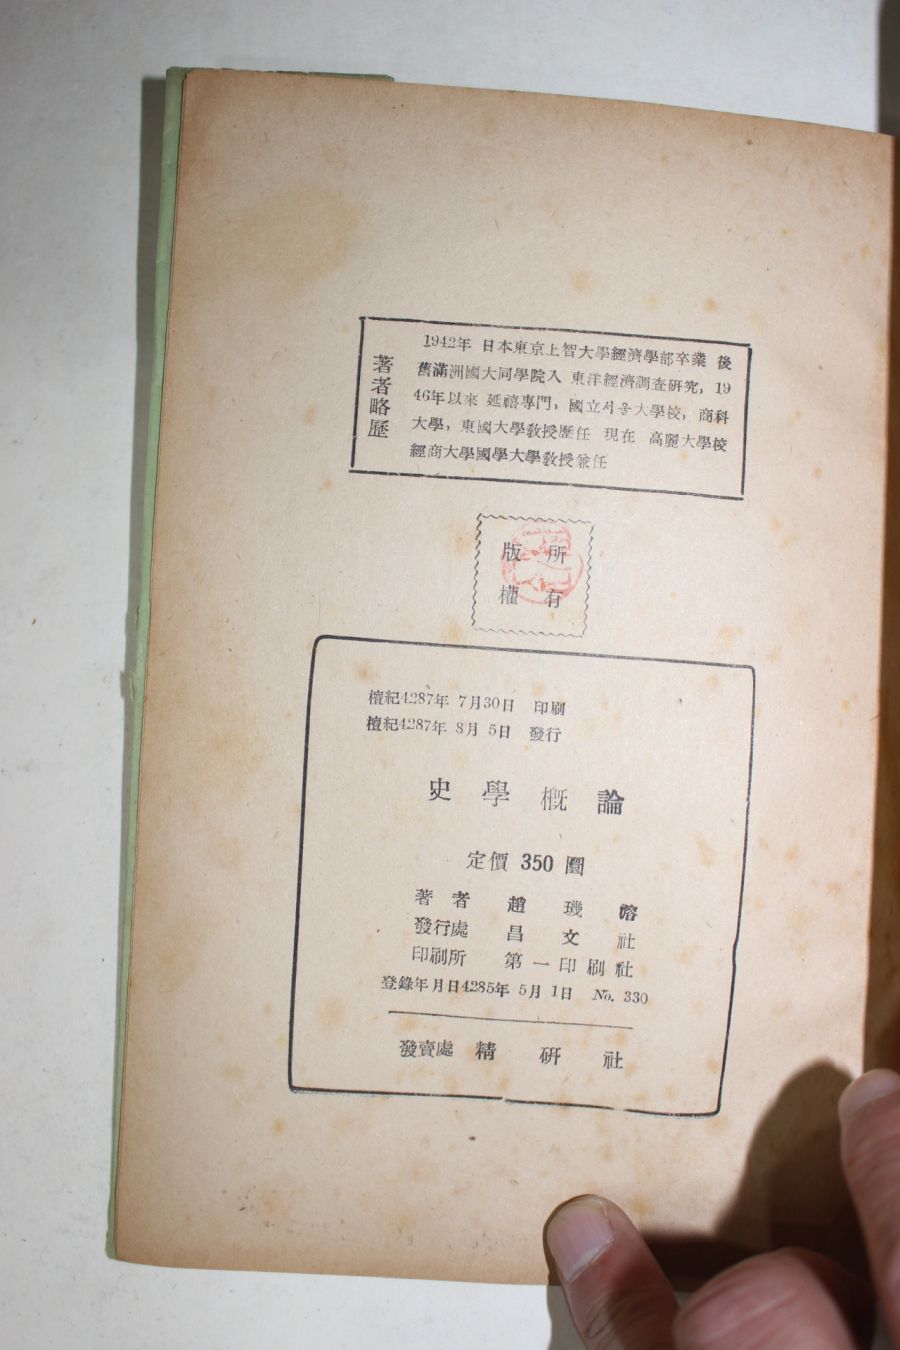 著者略歷
1942年 日本東京上智大學經濟學部卒業 後
舊滿洲國大同學院入 東洋經濟調査硏究, 19
46年以來 延禧專門, 國立서울大學校, 商科
大學, 東國大學敎授歷任 現在 高麗大學校
經商大學國學大學敎授兼任
版權
所有
檀紀4287年 7月30日 印刷
檀紀4287年 8月 5日 發行
史學槪論
定價 350 圜
著者 趙璣濬
發行處 昌文社
印刷所 第一印刷社
登錄年月日4285年 5月 1日 No. 330
發賣處 精硏社